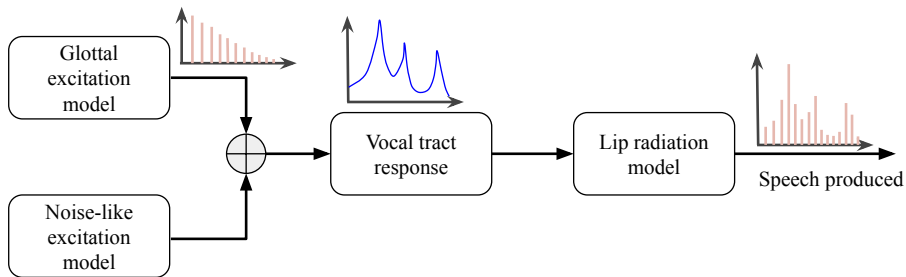 Glottal
excitation
model
Noise-like
excitation
model
Vocal tract
response
Lip radiation
model
Speech produced